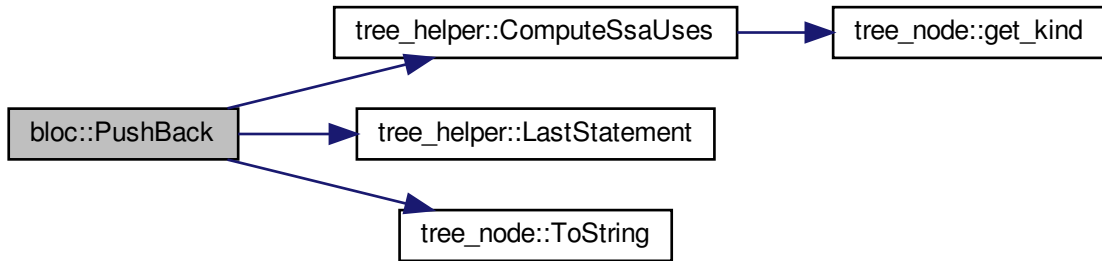 tree_helper::ComputeSsaUses
tree_node::get_kind
bloc::PushBack
tree_helper::LastStatement
tree_node::ToString